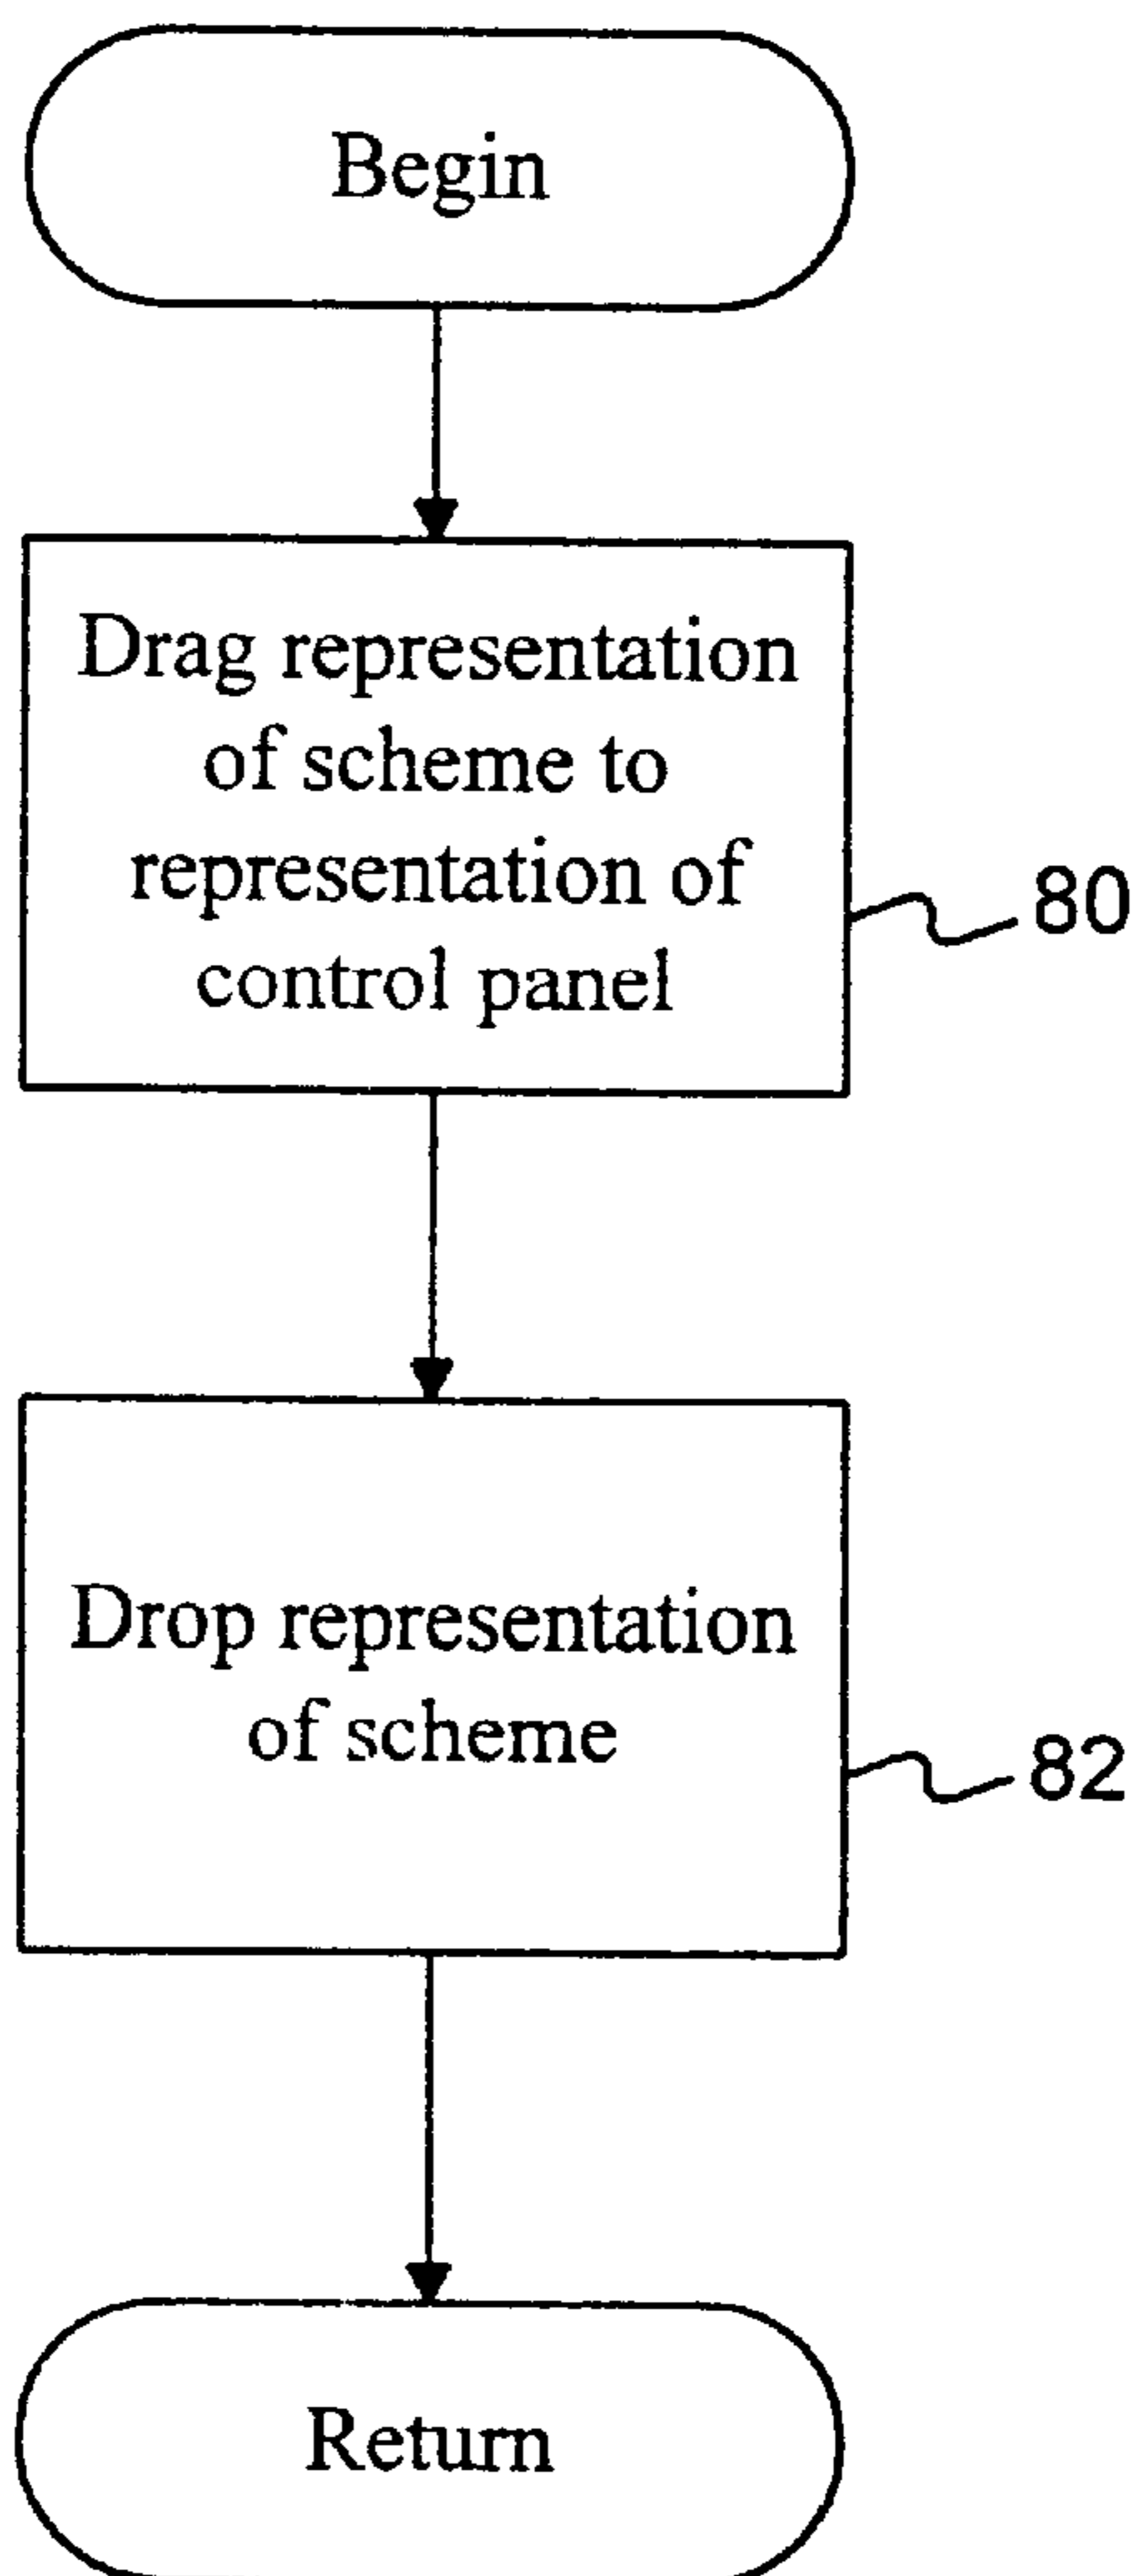 Begin
Drag representation
of scheme to
representation of
control panel
80
Drop representation
of scheme
82
Return